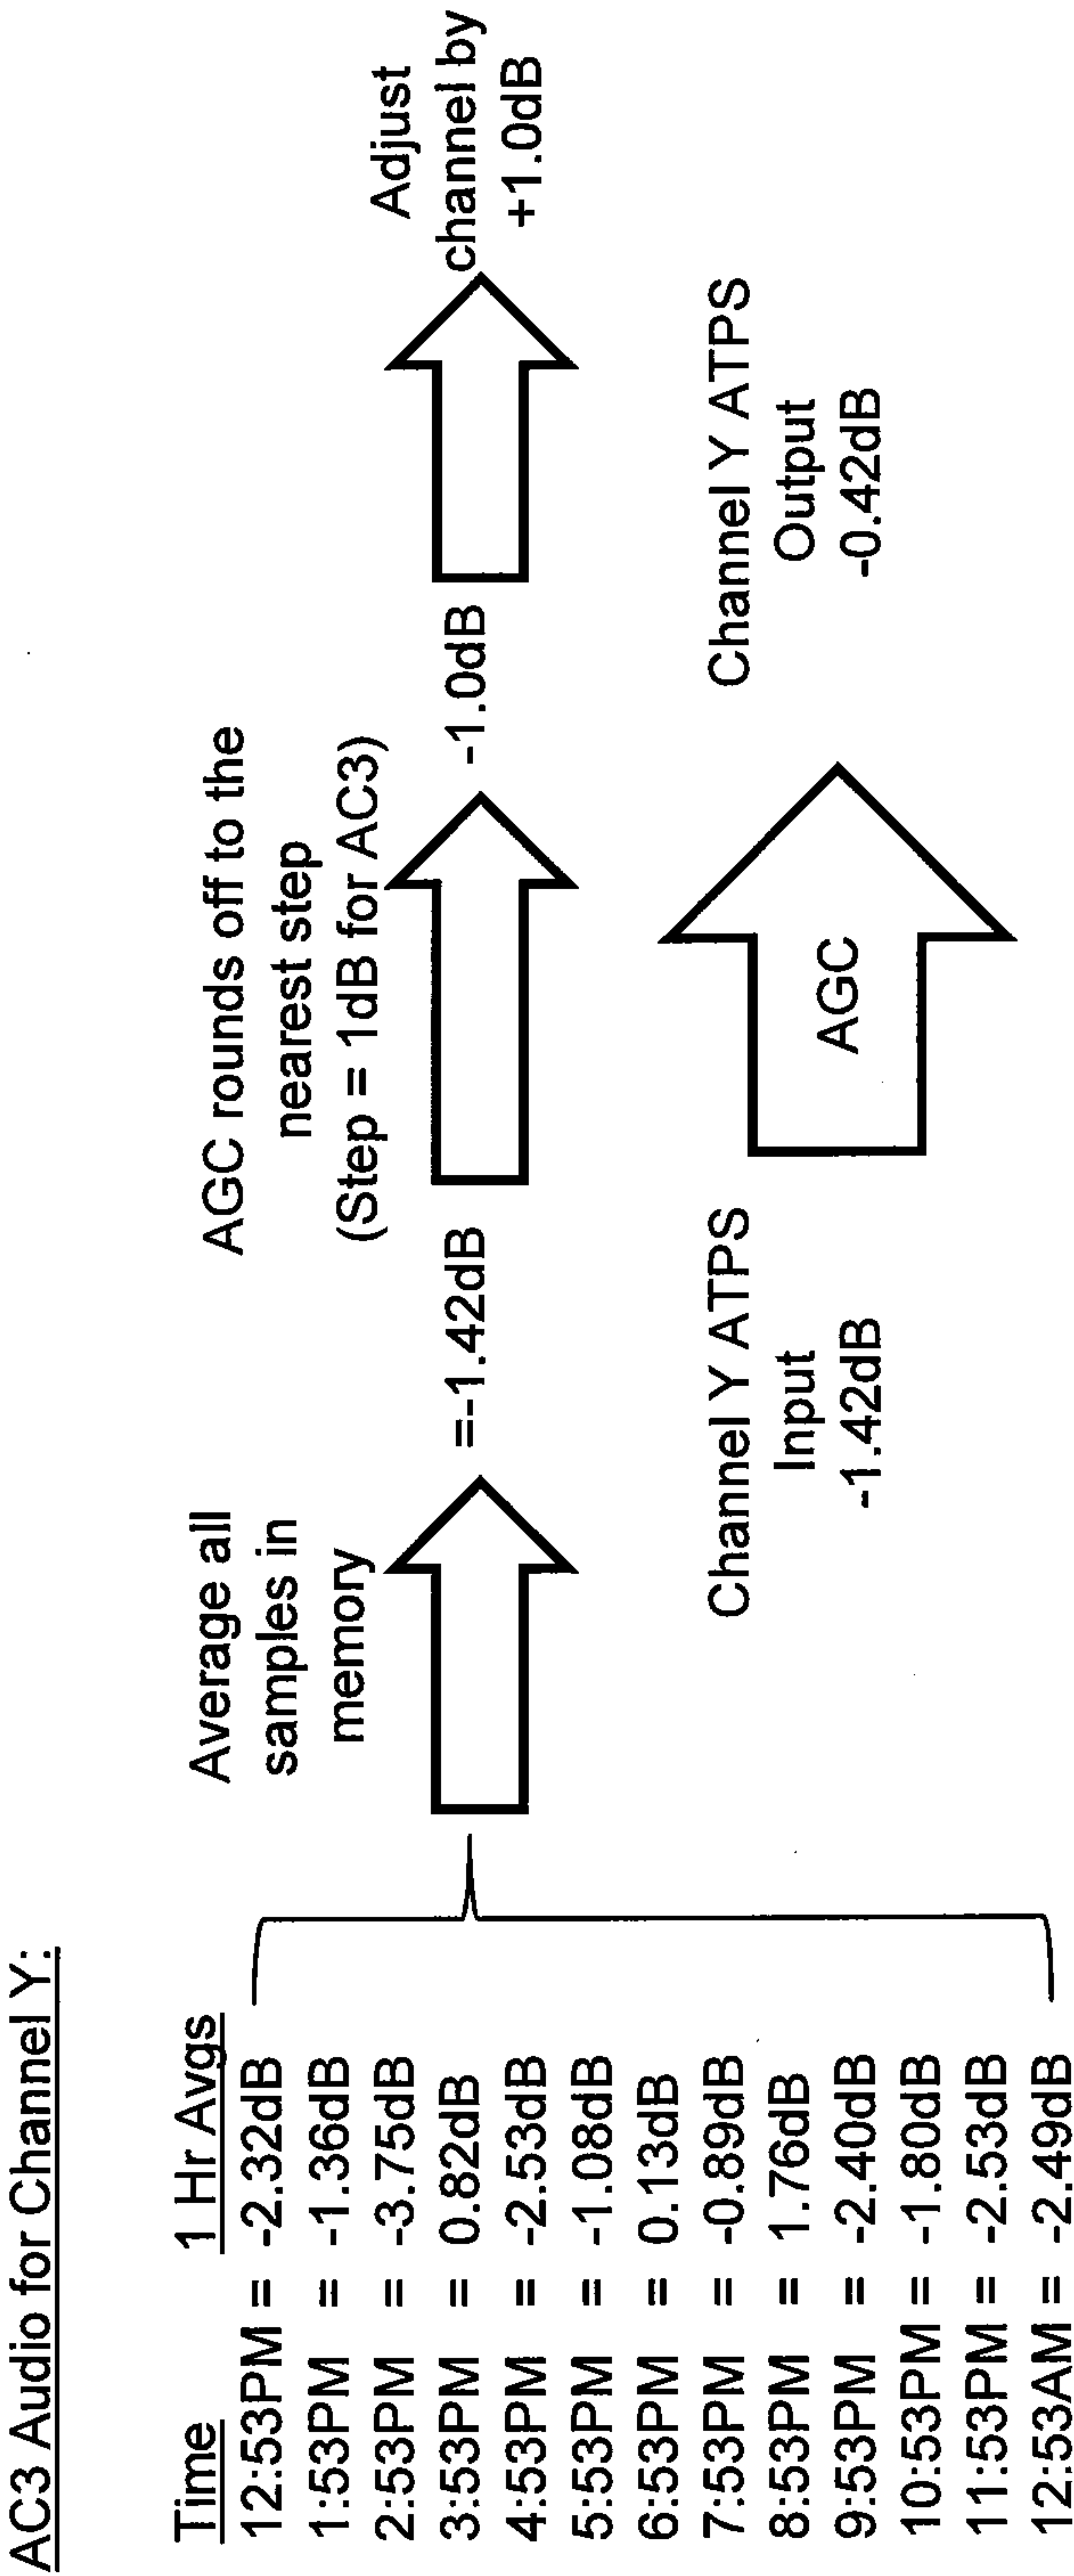 AC3 Audio for Channel Y:
Time 1 Hr Avgs
12:53PM = -2.32dB
1:53PM = -1.36dB
2:53PM = -3.75dB
3:53PM = 0.82dB
4:53PM = -2.53dB
5:53PM = -1.08dB
6:53PM = 0.13dB
7:53PM = -0.89dB
8:53PM = 1.76dB
9:53PM = -2.40dB
10:53PM = -1.80dB
11:53PM = -2.53dB
12:53AM = -2.49dB
Average all
samples in
memory
=-1.42dB
AGC rounds off to the
nearest step
(Step = 1dB for AC3)
-1.0dB
Adjust
channel by
+1.0dB
Channel Y ATPS
Input
-1.42dB
AGC
Channel Y ATPS
Output
-0.42dB